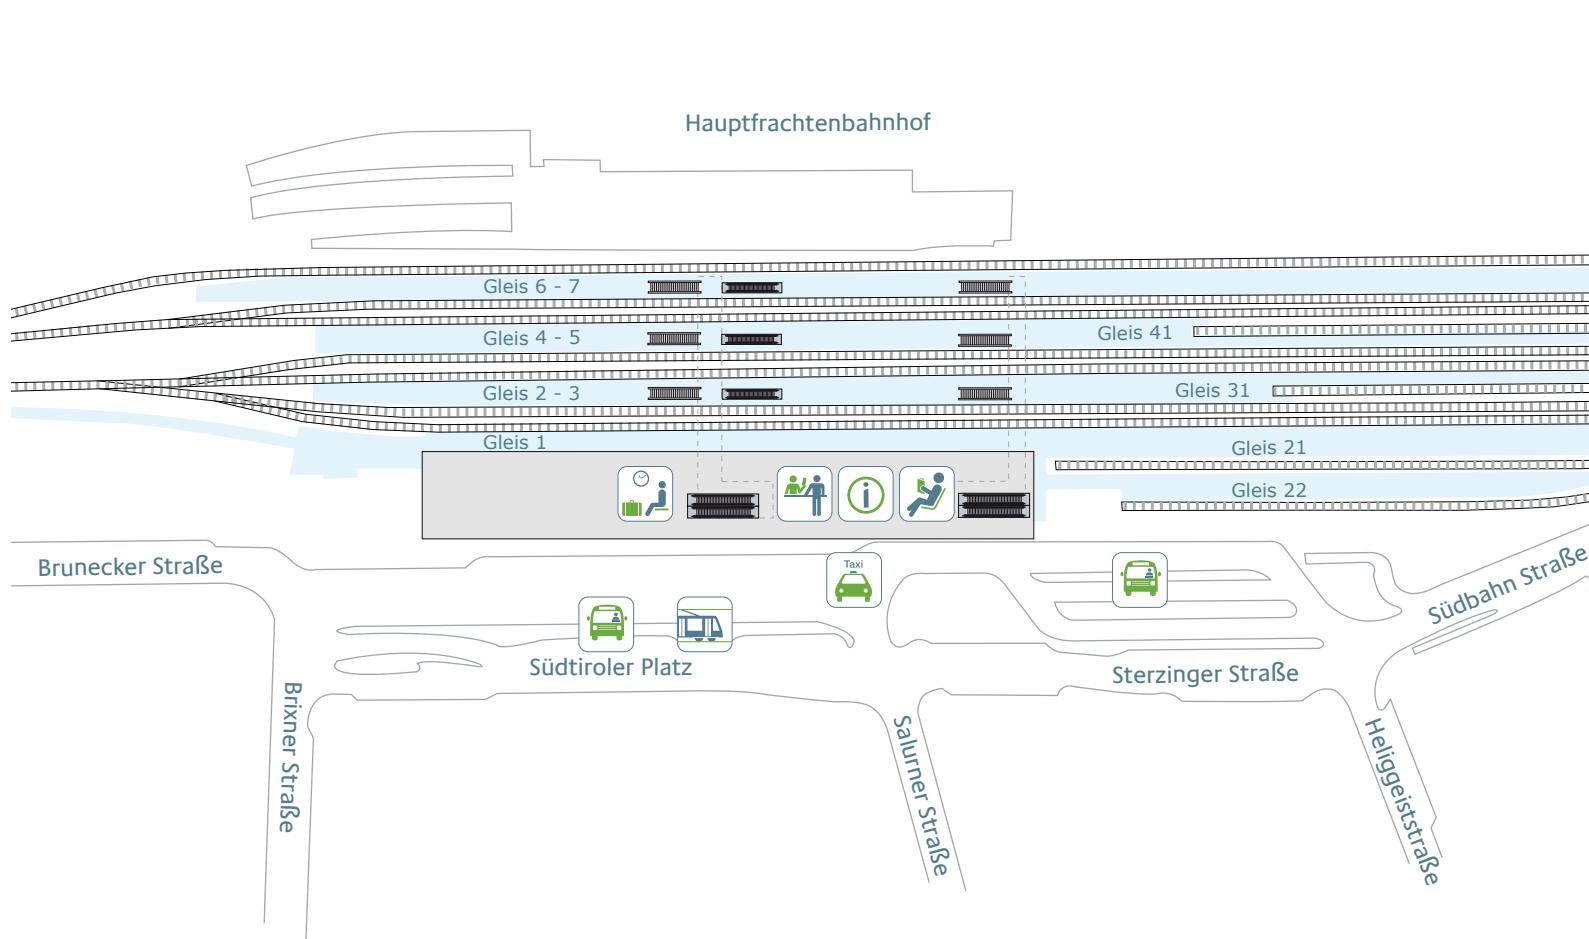 Hauptfrachtenbahnhof
Gleis 6 - 7
Gleis 4 - 5
Gleis 41
Gleis 2 - 3
Gleis 31
Gleis 1
Gleis 21
Gleis 22
i
Brunecker Straße
Taxi
Südbahn Straße
Südtiroler Platz
Sterzinger Straße
Brixner Straße
Salurner Straße
Heliggeiststraße